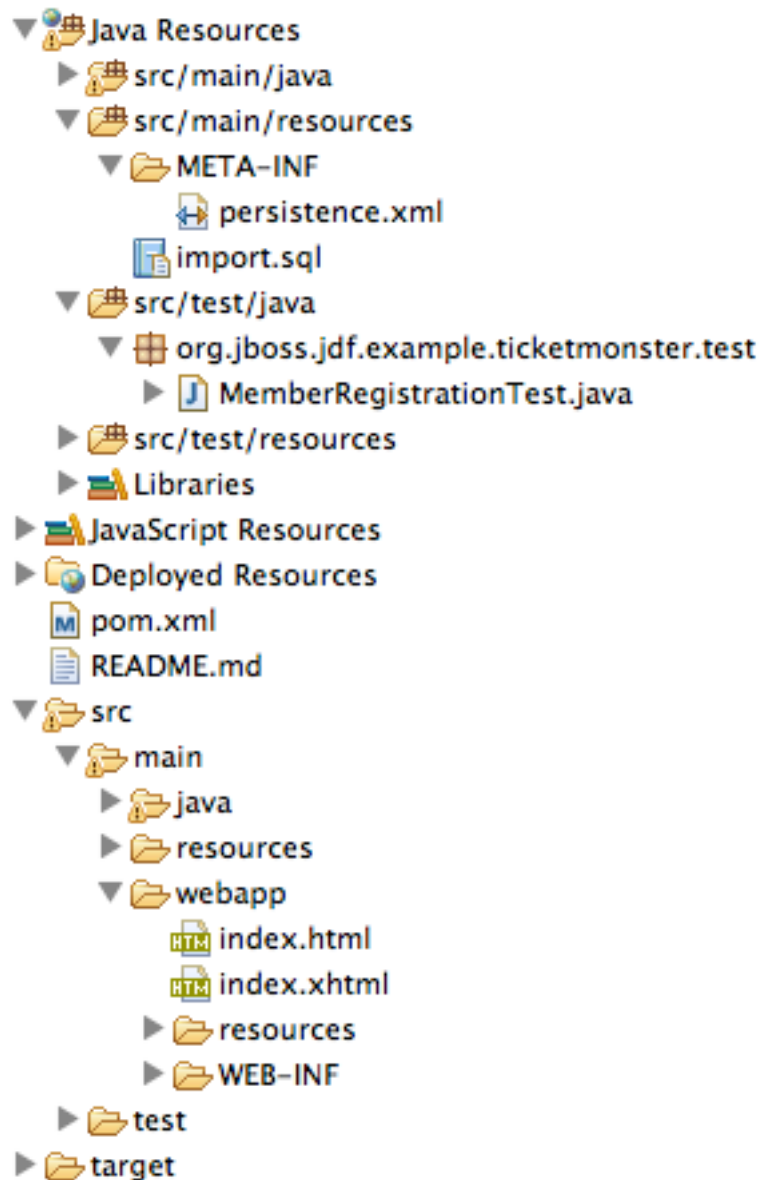 Java Resources
src/main/java
src/main/resources
META-INF
persistence.xml
import.sql
src/test/java
org.jboss.jdf.example.ticketmonster.test
MemberRegistrationTest.java
src/test/resources
Libraries
JavaScript Resources
Deployed Resources
pom.xml
README.md
src
main
java
resources
webapp
index.html
index.xhtml
resources
WEB-INF
test
target